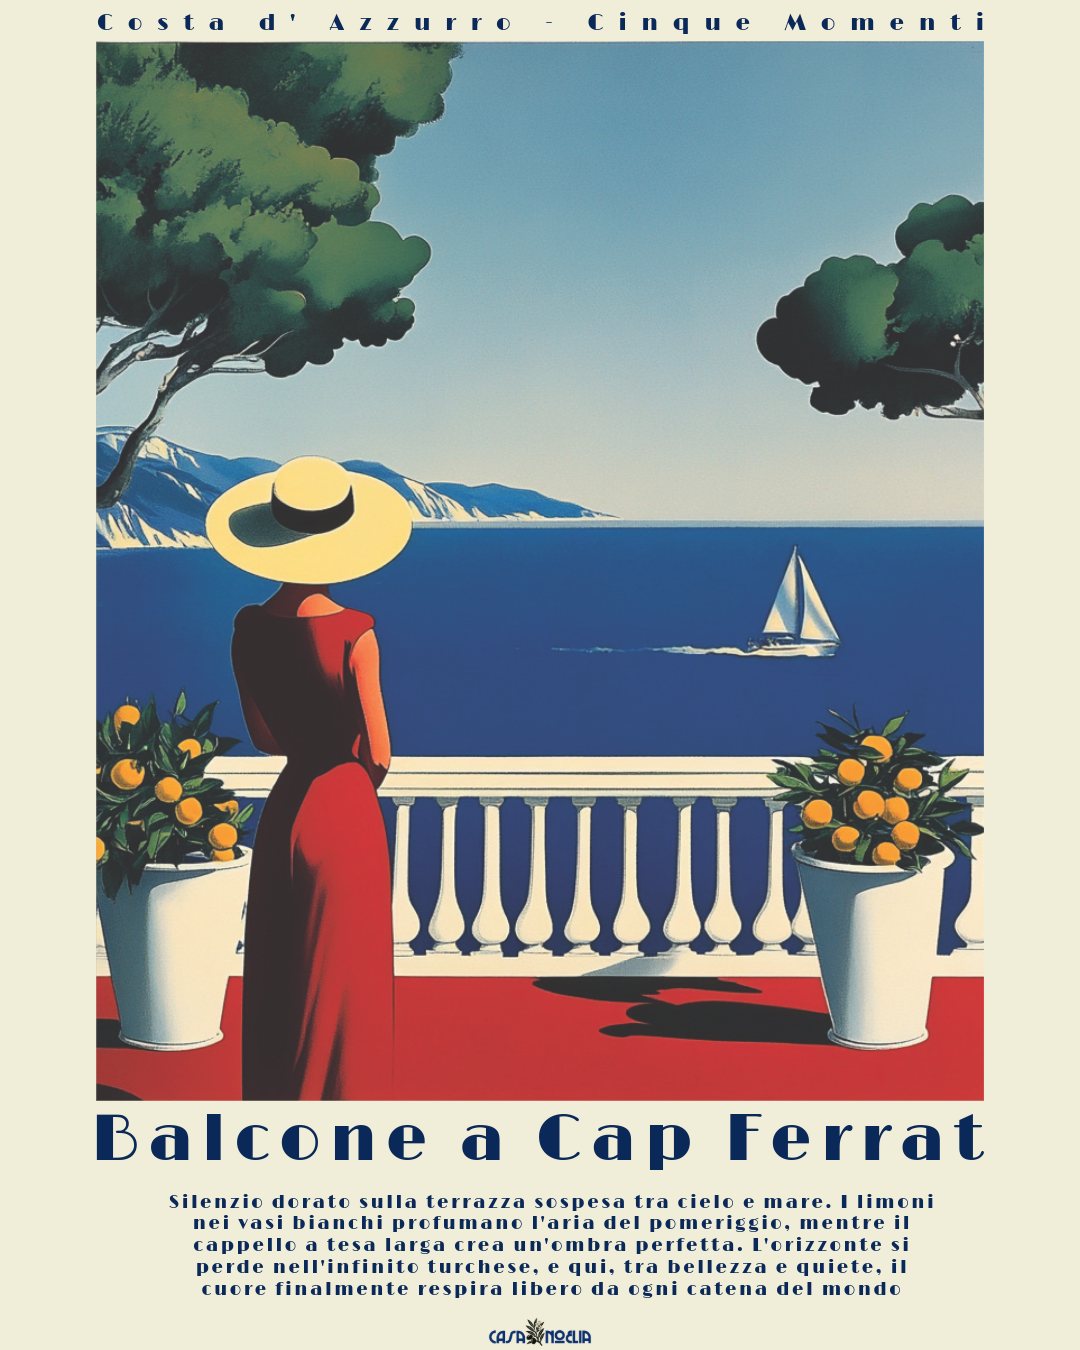 Costa d' Azzurro - Cinque Momenti
Balcone a Cap Ferrat
Silenzio dorato sulla terrazza sospesa tra cielo e mare. I limoni
nei vasi bianchi profumano l'aria del pomeriggio, mentre il
cappello a tesa larga crea un'ombra perfetta. L'orizzonte si
perde nell'infinito turchese, e qui, tra bellezza e quiete, il
cuore finalmente respira libero da ogni catena del mondo
CASA NOELIA